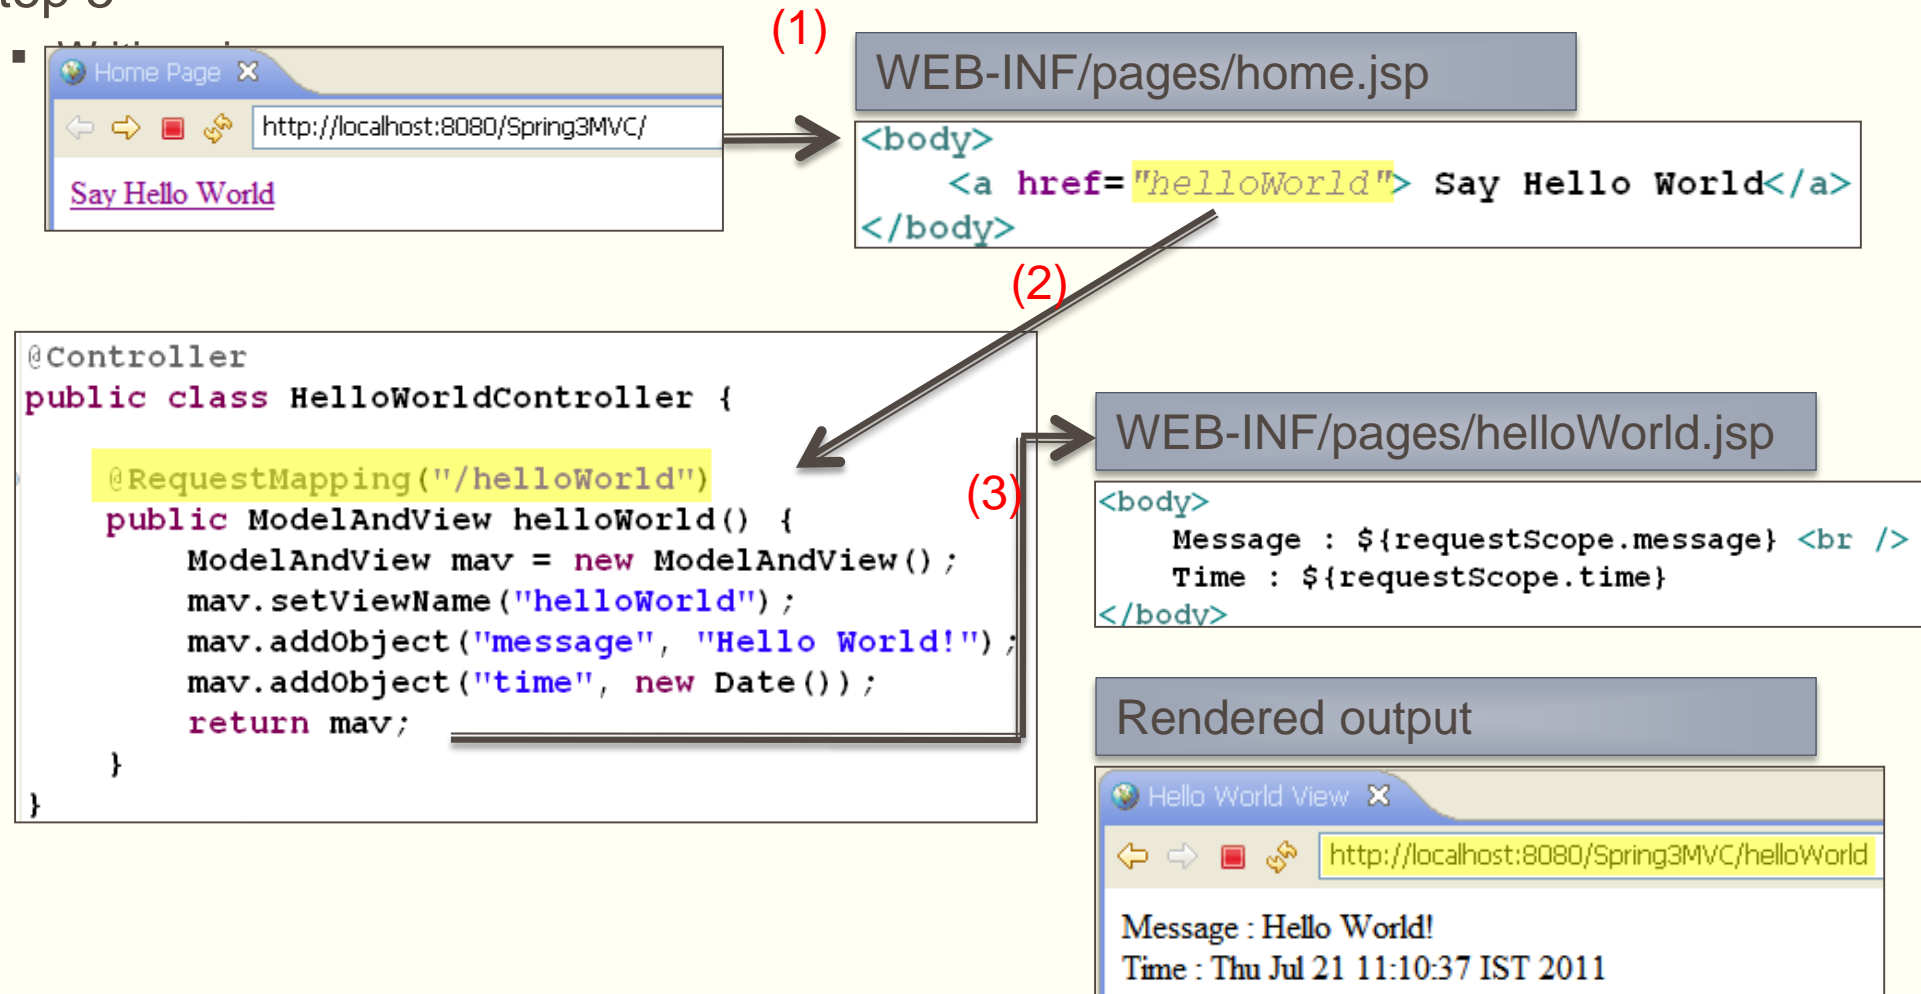 (1)
Home Page
http://localhost:8080/Spring3MVC/
Say Hello World
WEB-INF/pages/home.jsp
<body>
<a href="helloWorld"> Say Hello World</a>
</body>
(2)
@Controller
public class HelloWorldController {
@RequestMapping("/helloWorld")
public ModelAndView helloWorld() {
ModelAndView mav = new ModelAndView();
mav.setViewName("helloWorld");
mav.addObject("message", "Hello World!");
mav.addObject("time", new Date());
return mav;
}
}
(3)
WEB-INF/pages/helloWorld.jsp
<body>
Message : ${requestScope.message} <br />
Time : ${requestScope.time}
</body>
Rendered output
Hello World View
http://localhost:8080/Spring3MVC/helloWorld
Message : Hello World!
Time : Thu Jul 21 11:10:37 IST 2011